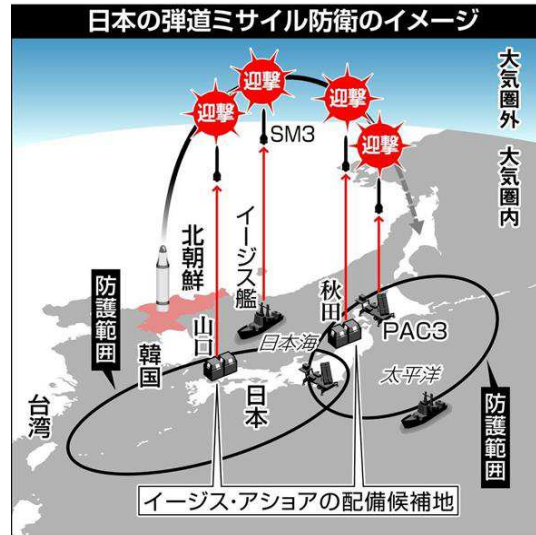 日本の弾道ミサイル防衛のイメージ
大気圏外
大気圏内
迎撃
迎撃
迎撃
迎撃
SM3
北朝鮮
イージス艦
山口
秋田
PAC3
防護範囲
韓国
日本海
日本
太平洋
台湾
防護範囲
イージス・アショアの配備候補地